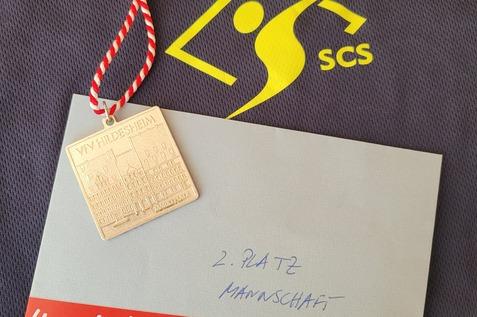 SCS
VIV HILDESHEIM
2. PLATZ
MANNSCHAFT